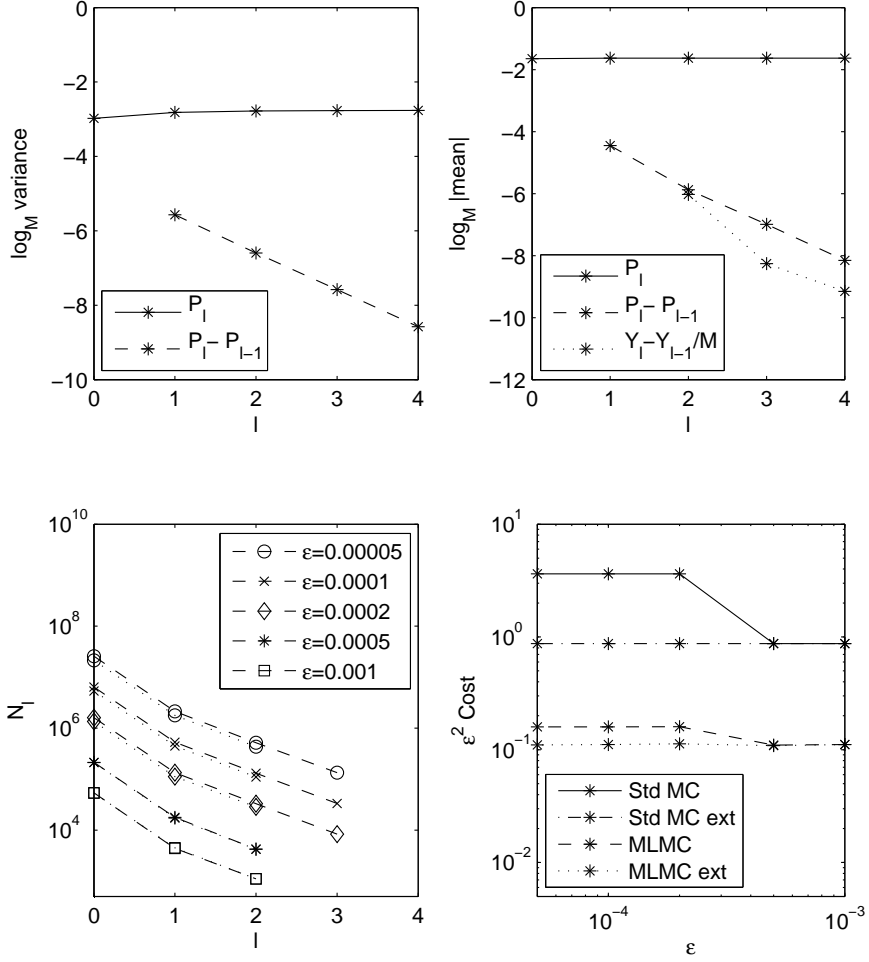 0
−2
−4
−6
−8
−10
0 1 2 3 4
l
log_M variance
P_l
P_l− P_{l−1}
0
−2
−4
−6
−8
−10
−12
0 1 2 3 4
l
log_M |mean|
P_l
P_l− P_{l−1}
Y_l−Y_{l−1}/M
10^10
10^8
10^6
10^4
0 1 2 3 4
l
N_l
ε=0.00005
ε=0.0001
ε=0.0002
ε=0.0005
ε=0.001
10^1
10^0
10^−1
10^−2
10^−4 10^−3
ε
ε^2 Cost
Std MC
Std MC ext
MLMC
MLMC ext